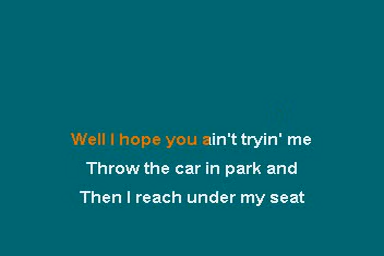 Well I hope you ain't tryin' me
Throw the car in park and
Then I reach under my seat